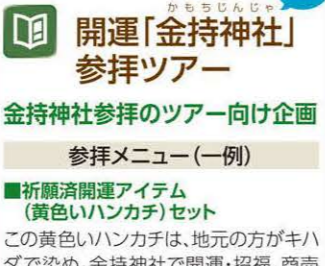 かもちじんじゃ
開運「金持神社」
参拝ツアー
金持神社参拝のツアー向け企画
参拝メニュー（一例）
■祈願済開運アイテム
（黄色いハンカチ）セット
この黄色いハンカチは、地元の方がキハ
ダで染め、金持神社で開運・招福、商売